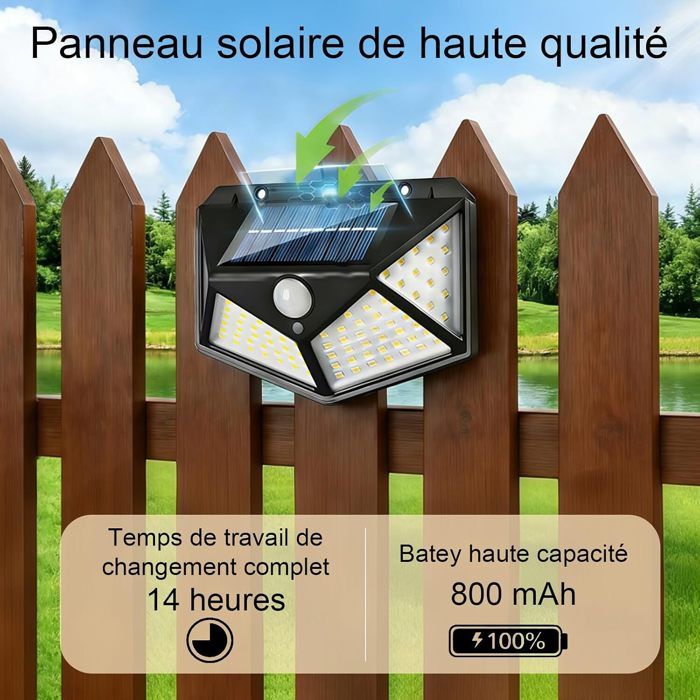 Panneau solaire de haute qualité
Temps de travail de
changement complet
14 heures
Batey haute capacité
800 mAh
100%